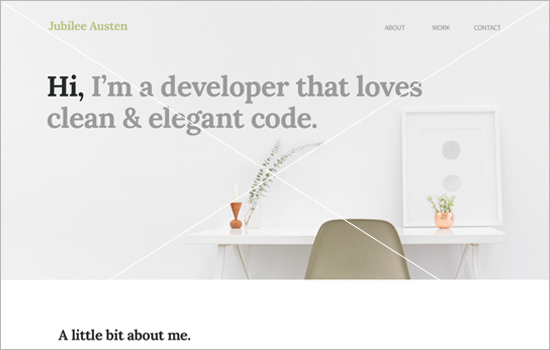 Jubilee Austen
ABOUT WORK CONTACT
Hi, I’m a developer that loves
clean & elegant code.
A little bit about me.